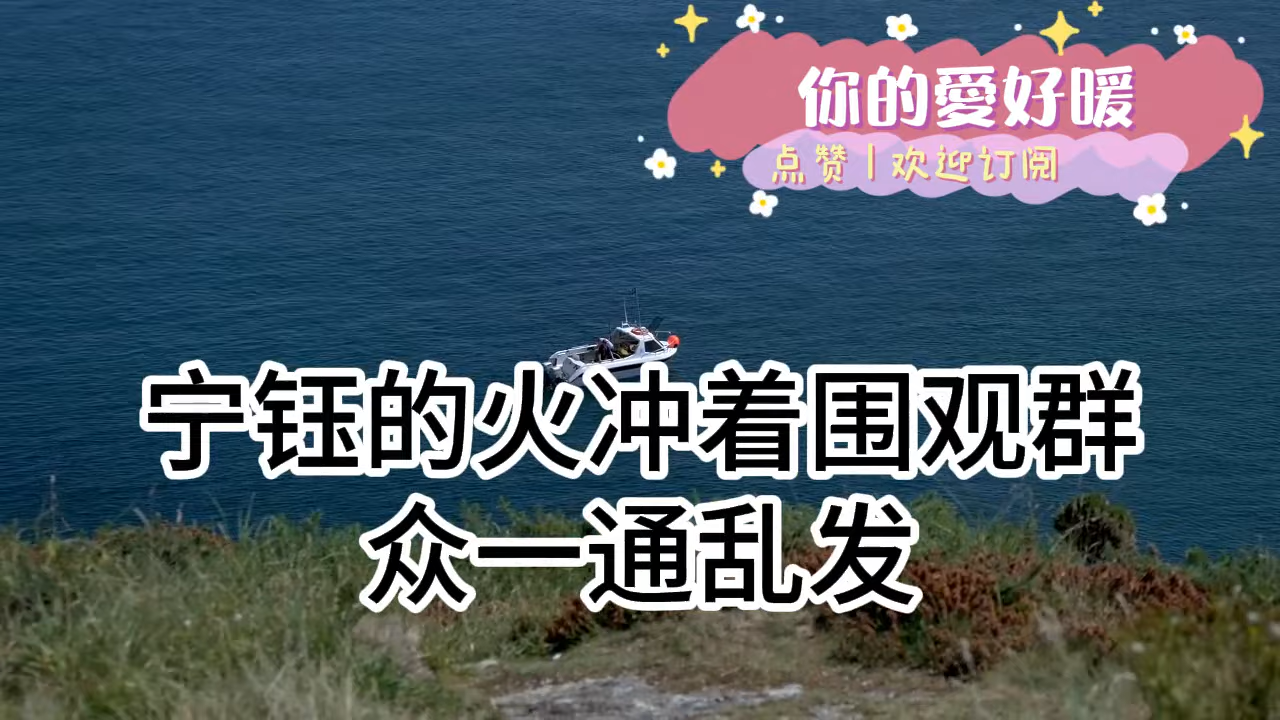 你的愛好暖
点赞 | 欢迎订阅
宁钰的火冲着围观群
众一通乱发